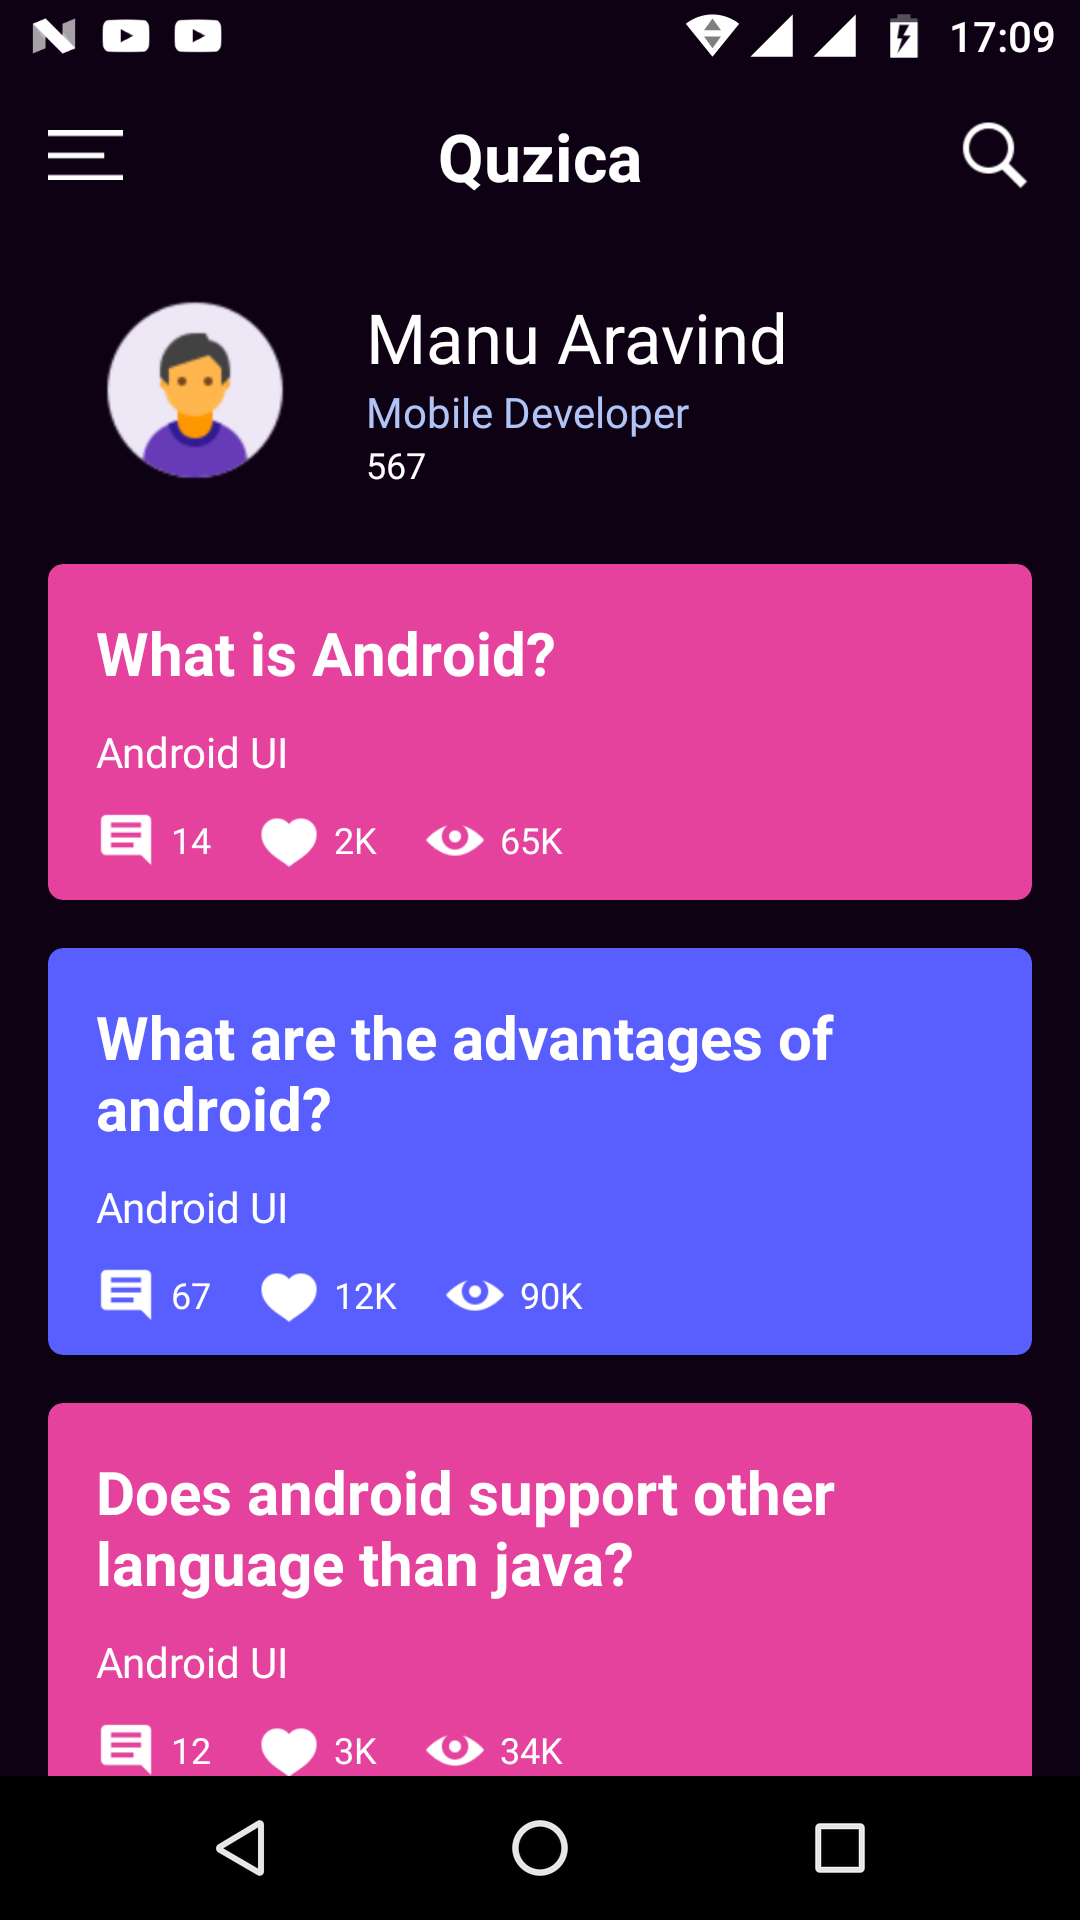 17:09
Quzica
Manu Aravind
Mobile Developer
567
What is Android?
Android UI
14 2K 65K
What are the advantages of
android?
Android UI
67 12K 90K
Does android support other
language than java?
Android UI
12 3K 34K